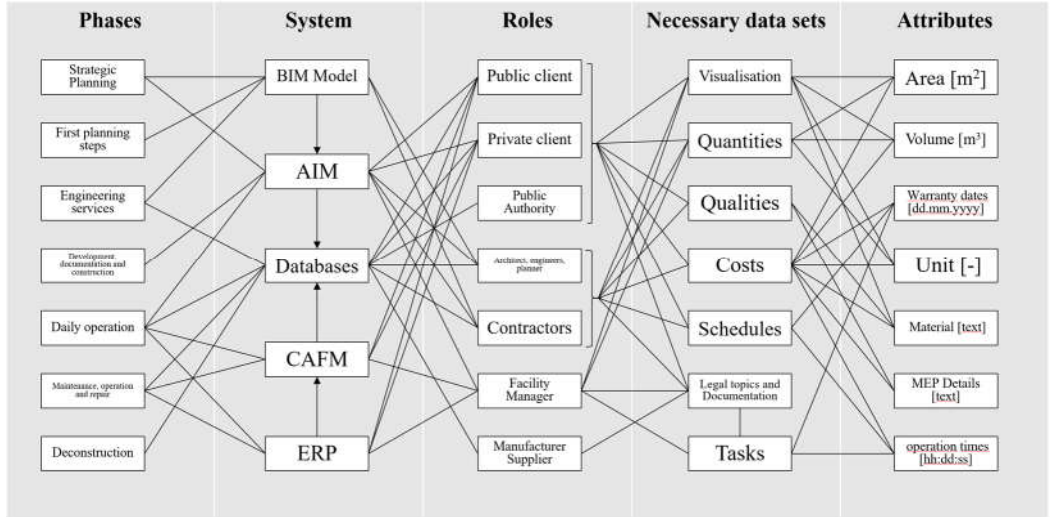 Phases
System
Roles
Necessary data sets
Attributes
Strategic
Planning
BIM Model
Public client
Visualisation
Area [m²]
First planning
steps
AIM
Private client
Quantities
Volume [m³]
Engineering
services
Databases
Public
Authority
Qualities
Warranty dates
[dd.mm.yyyy]
Development
documentation and
construction
Architect, engineers,
planner
Costs
Unit [-]
Daily operation
CAFM
Contractors
Schedules
Material [text]
Maintenance, operation
and repair
Facility
Manager
Legal topics and
Documentation
MEP Details
[text]
Deconstruction
ERP
Manufacturer
Supplier
Tasks
operation times
[hh:dd:ss]